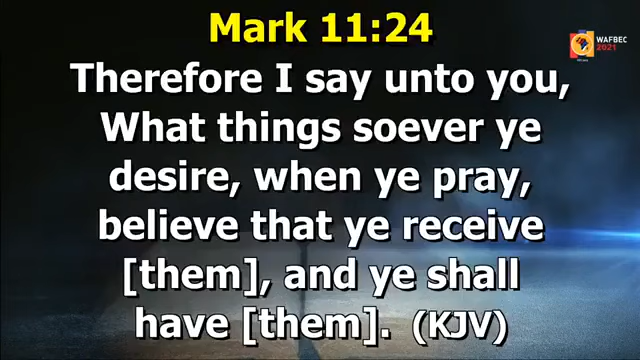 Mark 11:24
WAFBEC
2021
Therefore I say unto you,
What things soever ye
desire, when ye pray,
believe that ye receive
[them], and ye shall
have [them]. (KJV)